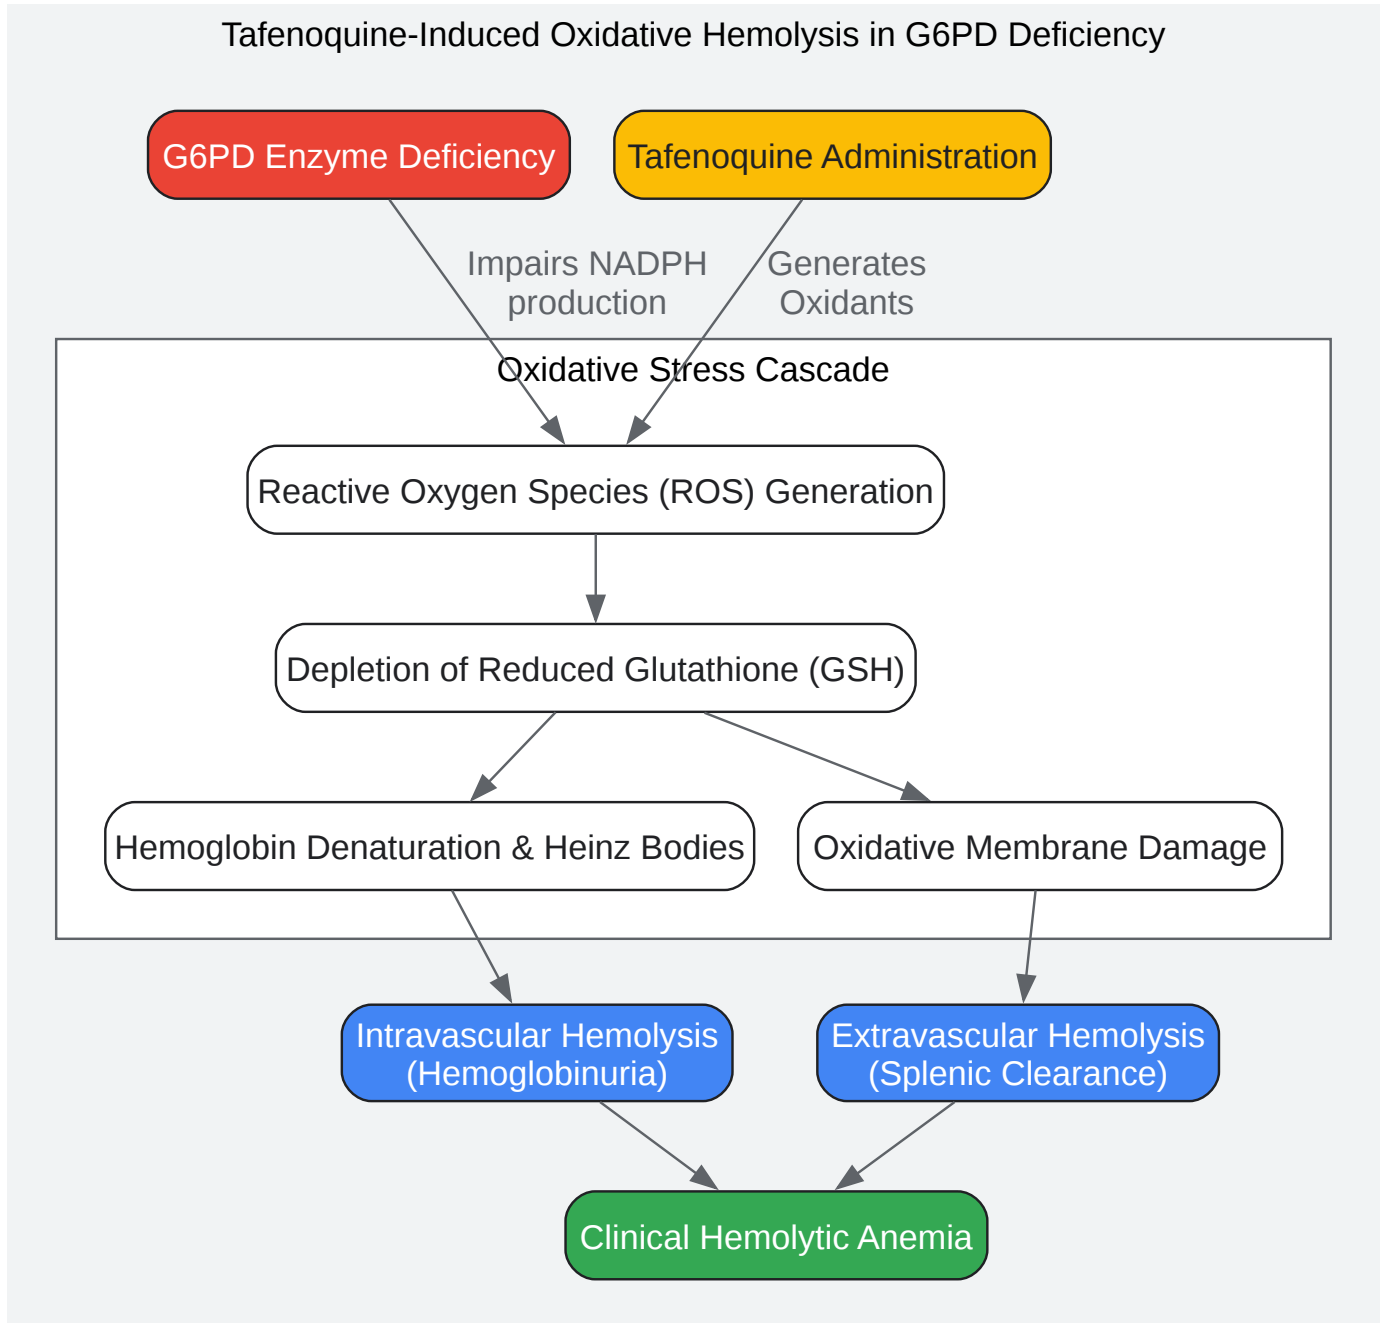 Tafenoquine-Induced Oxidative Hemolysis in G6PD Deficiency
G6PD Enzyme Deficiency
Tafenoquine Administration
Impairs NADPH
production
Generates
Oxidants
Oxidative Stress Cascade
Reactive Oxygen Species (ROS) Generation
Depletion of Reduced Glutathione (GSH)
Hemoglobin Denaturation & Heinz Bodies
Oxidative Membrane Damage
Intravascular Hemolysis
(Hemoglobinuria)
Extravascular Hemolysis
(Splenic Clearance)
Clinical Hemolytic Anemia